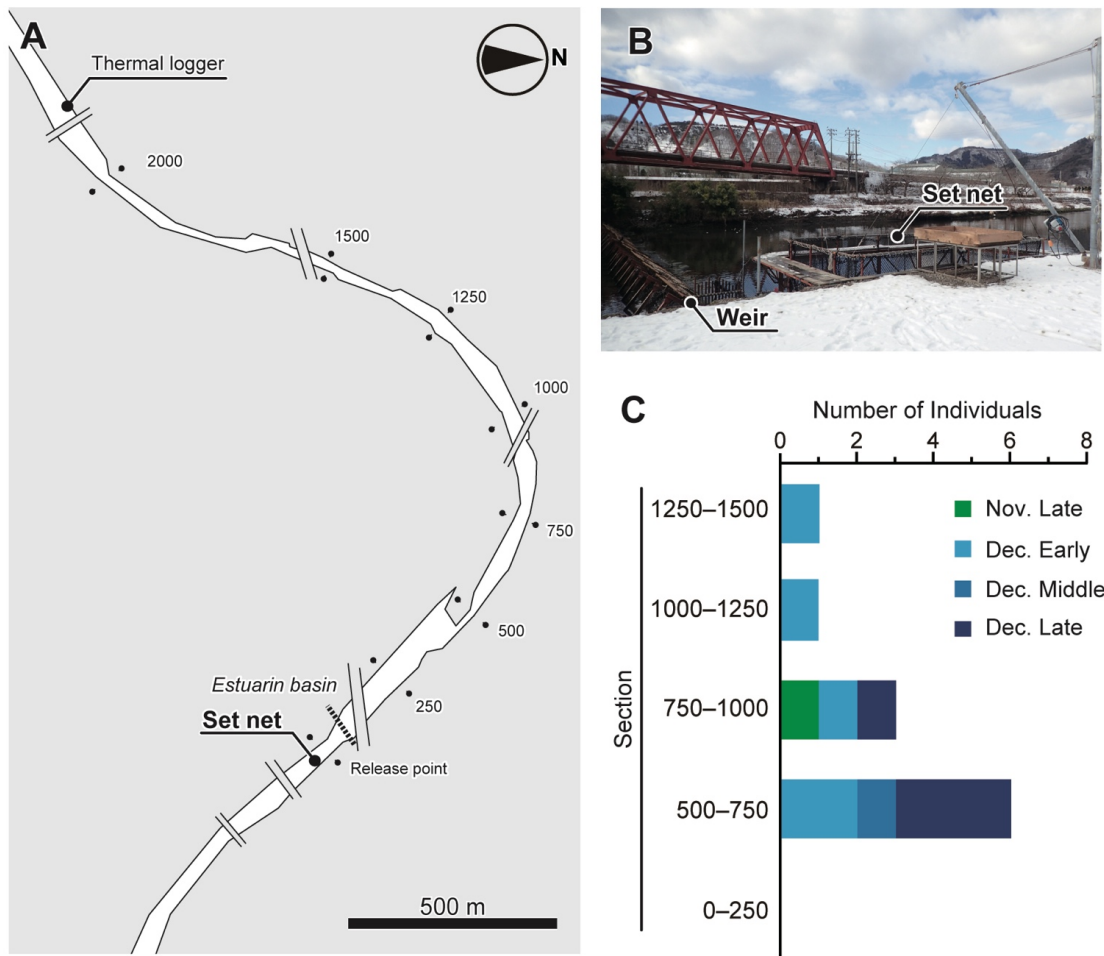 A
Thermal logger
N
2000
1500
1250
1000
750
500
250
Estuarin basin
Set net
Release point
500 m
B
Set net
Weir
C
Number of Individuals
0 2 4 6 8
Section
1250–1500
1000–1250
750–1000
500–750
0–250
Nov. Late
Dec. Early
Dec. Middle
Dec. Late